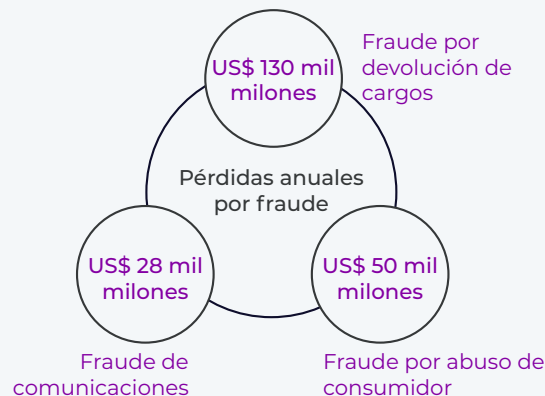 US$ 130 mil
milones
Fraude por
devolución de
cargos
Pérdidas anuales
por fraude
US$ 28 mil
milones
US$ 50 mil
milones
Fraude de
comunicaciones
Fraude por abuso de
consumidor